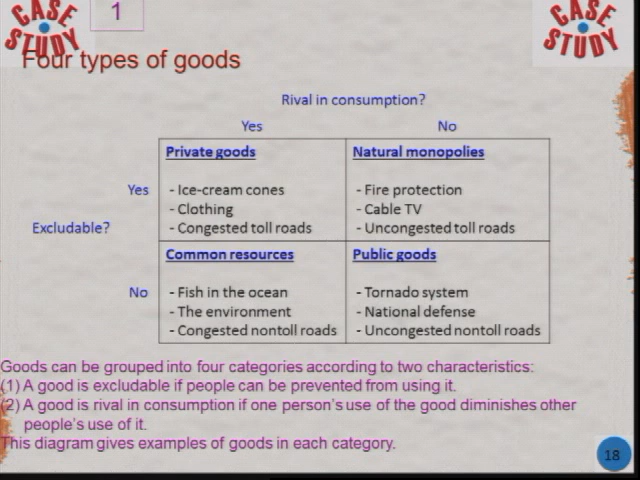 CASE STUDY
1
CASE STUDY
Four types of goods
Rival in consumption?
Yes
No
Private goods
Natural monopolies
Yes
- Ice-cream cones
- Clothing
- Congested toll roads
- Fire protection
- Cable TV
- Uncongested toll roads
Excludable?
Common resources
Public goods
No
- Fish in the ocean
- The environment
- Congested nontoll roads
- Tornado system
- National defense
- Uncongested nontoll roads
Goods can be grouped into four categories according to two characteristics:
(1) A good is excludable if people can be prevented from using it.
(2) A good is rival in consumption if one person’s use of the good diminishes other
people’s use of it.
This diagram gives examples of goods in each category.
18